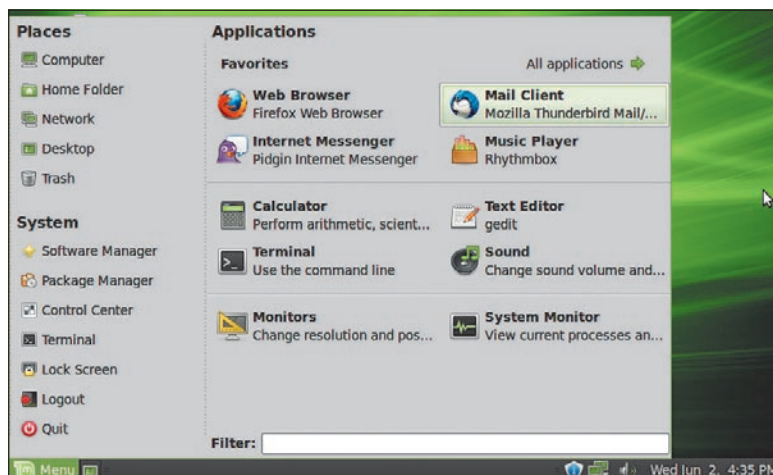 Places
Computer
Home Folder
Network
Desktop
Trash
System
Software Manager
Package Manager
Control Center
Terminal
Lock Screen
Logout
Quit
Applications
Favorites
All applications
Web Browser
Firefox Web Browser
Mail Client
Mozilla Thunderbird Mail/...
Internet Messenger
Pidgin Internet Messenger
Music Player
Rhythmbox
Calculator
Perform arithmetic, scient...
Text Editor
gedit
Terminal
Use the command line
Sound
Change sound volume and...
Monitors
Change resolution and pos...
System Monitor
View current processes an...
Filter:
Menu
Wed Jun 2, 4:35 PM